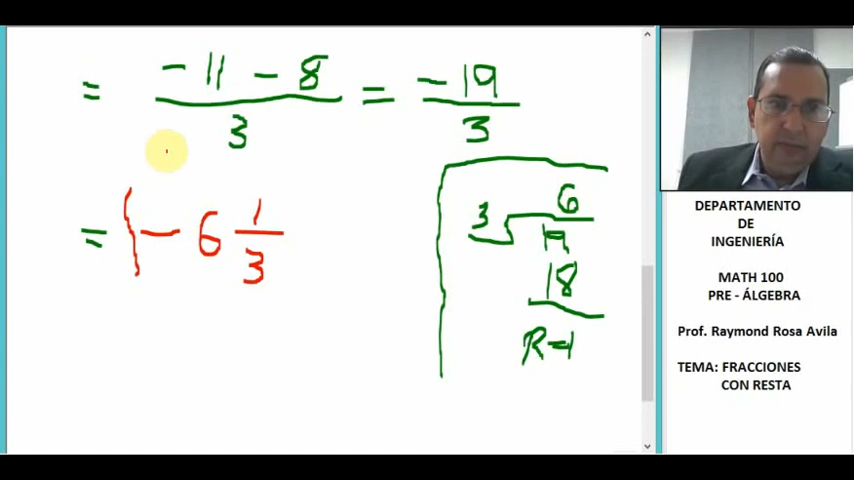 = -11 - 8 / 3 = -19 / 3
= - 6 1/3
6
3 19
18
R=1
DEPARTAMENTO
DE
INGENIERÍA
MATH 100
PRE - ÁLGEBRA
Prof. Raymond Rosa Avila
TEMA: FRACCIONES
CON RESTA